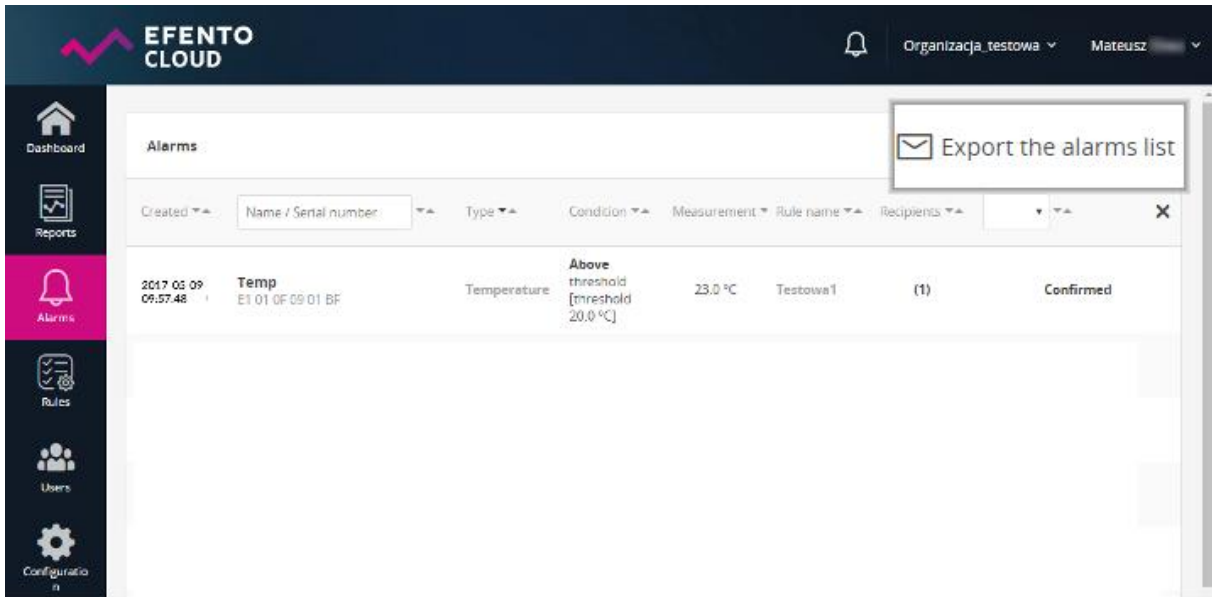 EFENTO
CLOUD
Organizacja_testowa
Mateusz
Dashboard
Reports
Alarms
Rules
Users
Configuratio
n
Alarms
Export the alarms list
Created
Name / Serial number
Type
Condition
Measurement
Rule name
Recipients
2017 03 09
09:57.48
Temp
E1 01 0F 09 01 BF
Temperature
Above
threshold
[threshold
20.0 °C]
23.0 °C
Testowa1
(1)
Confirmed